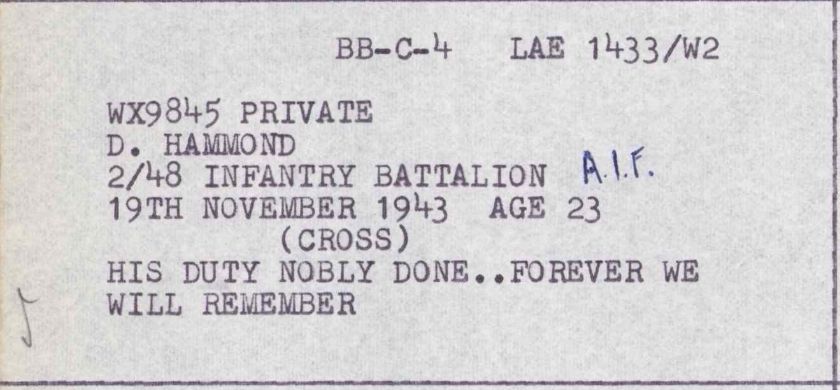 BB-C-4 LAE 1433/W2
WX9845 PRIVATE
D. HAMMOND
2/48 INFANTRY BATTALION A.I.F.
19TH NOVEMBER 1943 AGE 23
(CROSS)
HIS DUTY NOBLY DONE..FOREVER WE
WILL REMEMBER